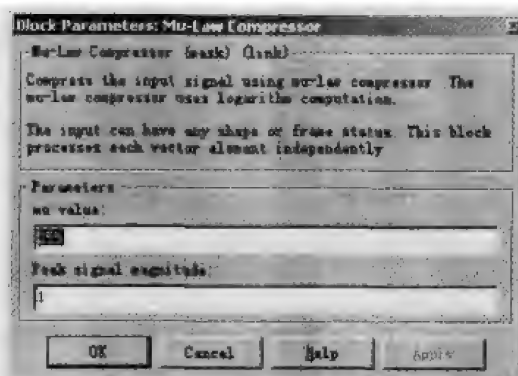 Block Parameters: Mu-Law Compressor
Mu-Law Compressor (mask) (link)
Compress the input signal using mu-law compressor. The
mu-law compressor uses logarithm computation.
The input can have any shape or frame status. This block
processes each vector element independently
Parameters
mu value:
Peak signal magnitude:
1
OK Cancel Help Apply